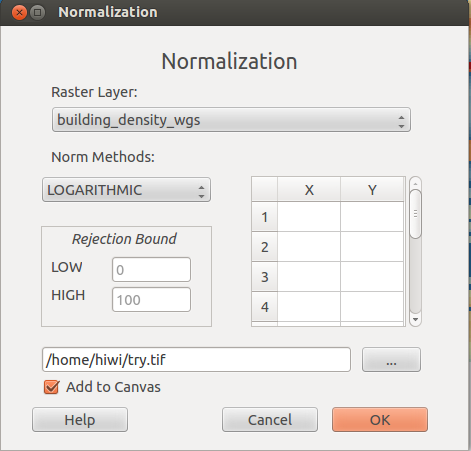 Normalization
Normalization
Raster Layer:
building_density_wgs
Norm Methods:
LOGARITHMIC
X Y
1
2
3
4
Rejection Bound
LOW 0
HIGH 100
/home/hiwi/try.tif ...
Add to Canvas
Help Cancel OK